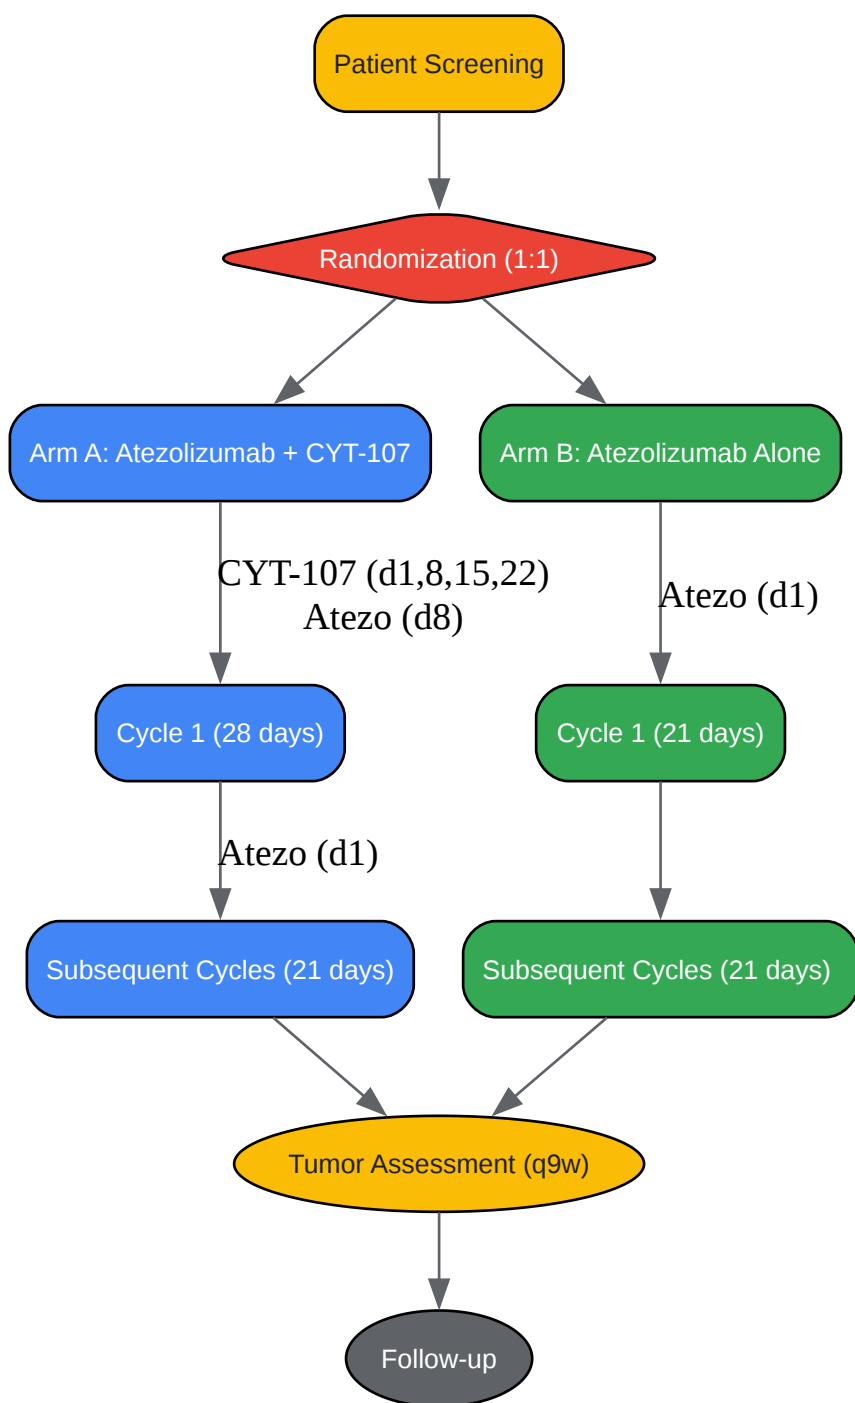 Patient Screening
Randomization (1:1)
Arm A: Atezolizumab + CYT-107
Arm B: Atezolizumab Alone
CYT-107 (d1,8,15,22)
Atezo (d8)
Atezo (d1)
Cycle 1 (28 days)
Cycle 1 (21 days)
Atezo (d1)
Subsequent Cycles (21 days)
Subsequent Cycles (21 days)
Tumor Assessment (q9w)
Follow-up